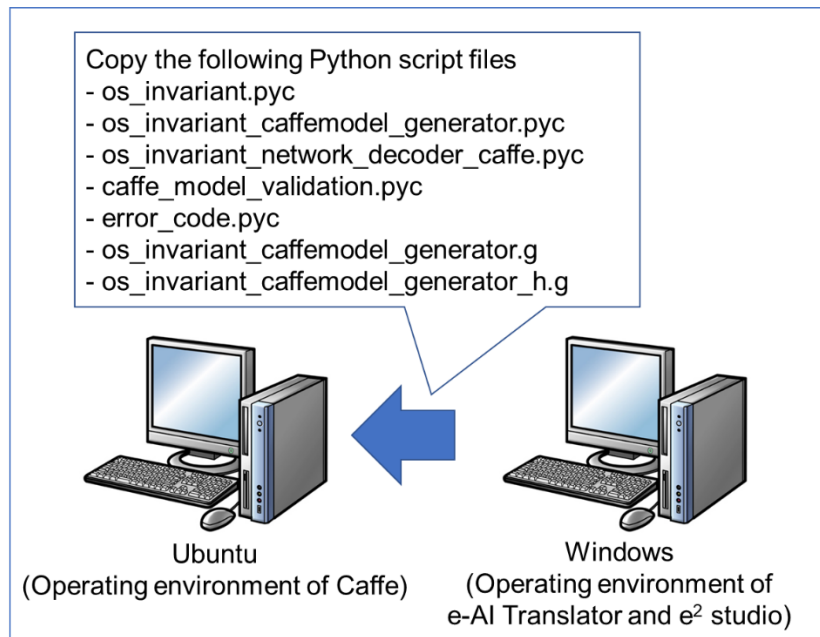 Copy the following Python script files
- os_invariant.pyc
- os_invariant_caffemodel_generator.pyc
- os_invariant_network_decoder_caffe.pyc
- caffe_model_validation.pyc
- error_code.pyc
- os_invariant_caffemodel_generator.g
- os_invariant_caffemodel_generator_h.g
Ubuntu
(Operating environment of Caffe)
Windows
(Operating environment of
e-AI Translator and e² studio)